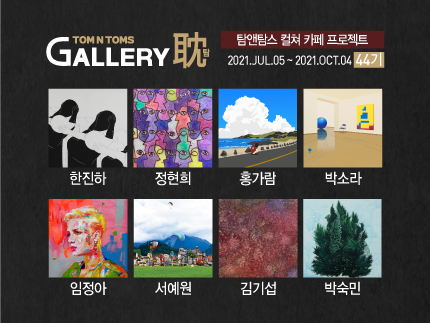 TOM N TOMS
GALLERY 耽 탐
탐앤탐스 컬쳐 카페 프로젝트
2021.JUL.05 ~ 2021.OCT.04 44기
한진하 정현희 홍가람 박소라
임정아 서예원 김기섭 박숙민